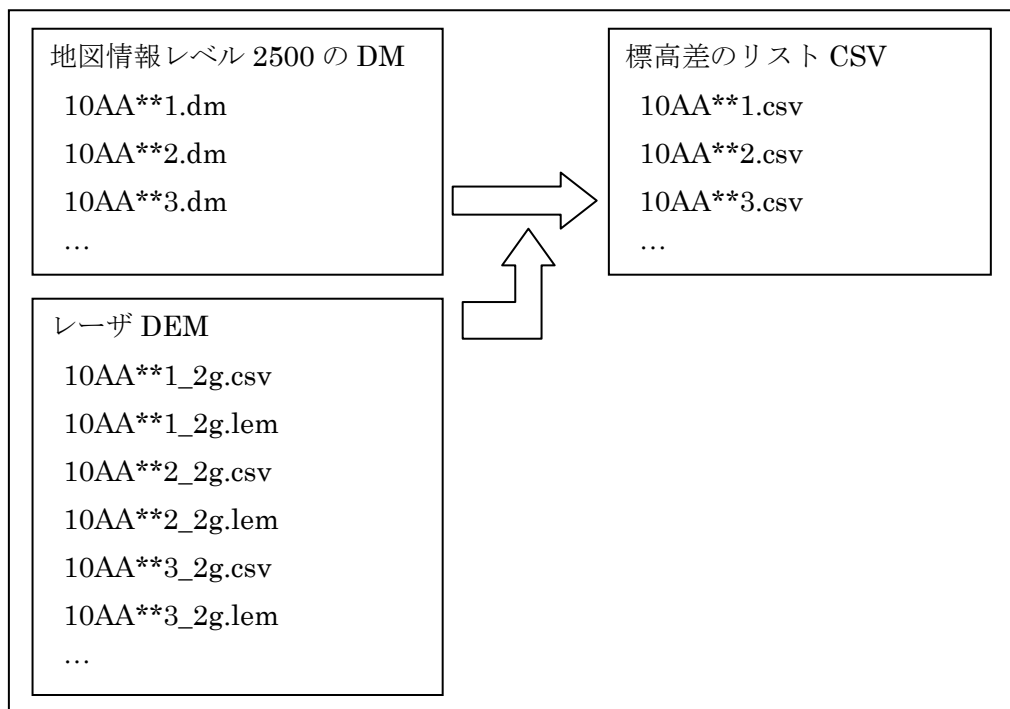 地図情報レベル 2500 の DM
10AA**1.dm
10AA**2.dm
10AA**3.dm
…
標高差のリスト CSV
10AA**1.csv
10AA**2.csv
10AA**3.csv
…
レーザ DEM
10AA**1_2g.csv
10AA**1_2g.lem
10AA**2_2g.csv
10AA**2_2g.lem
10AA**3_2g.csv
10AA**3_2g.lem
…